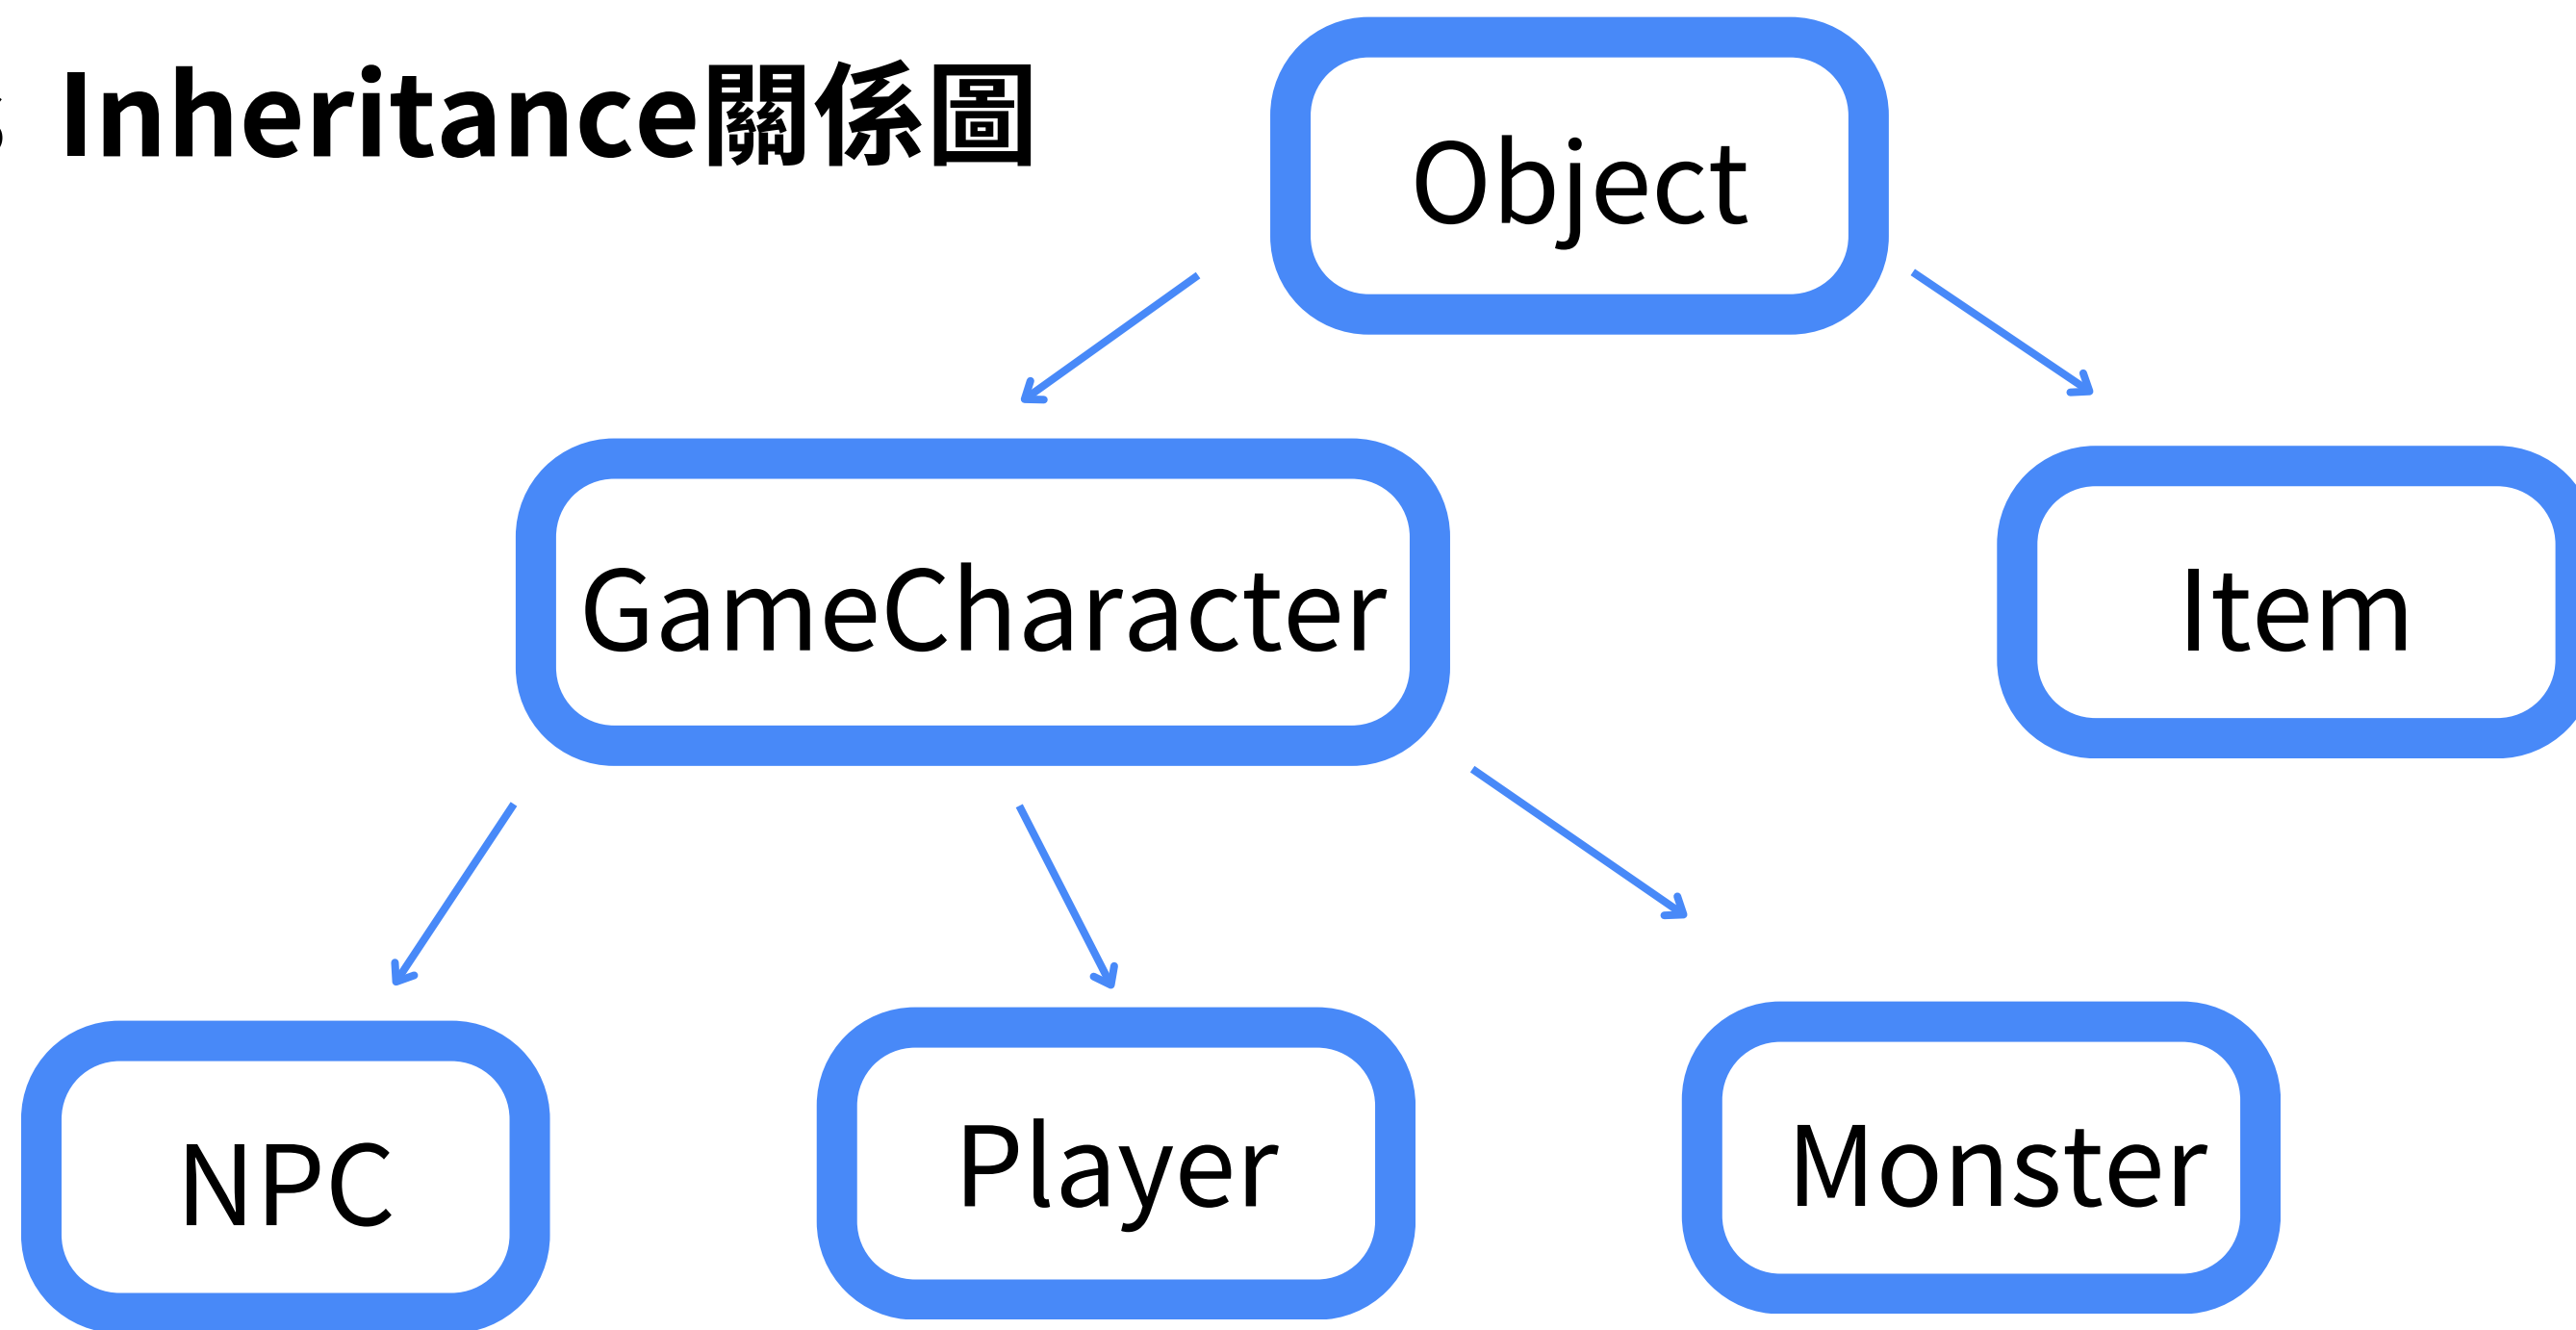 Inheritance關係圖
Object
GameCharacter
Item
NPC
Player
Monster